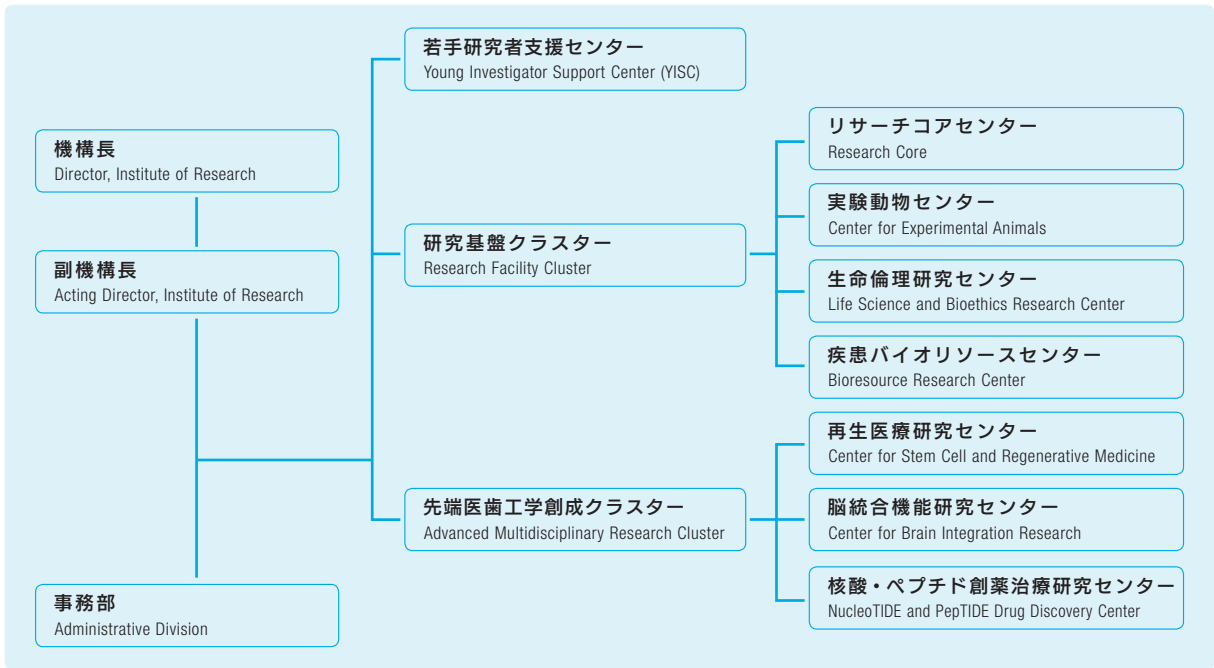 機構長
Director, Institute of Research
副機構長
Acting Director, Institute of Research
事務部
Administrative Division
若手研究者支援センター
Young Investigator Support Center (YISC)
研究基盤クラスター
Research Facility Cluster
先端医歯工学創成クラスター
Advanced Multidisciplinary Research Cluster
リサーチコアセンター
Research Core
実験動物センター
Center for Experimental Animals
生命倫理研究センター
Life Science and Bioethics Research Center
疾患バイオリソースセンター
Bioresource Research Center
再生医療研究センター
Center for Stem Cell and Regenerative Medicine
脳統合機能研究センター
Center for Brain Integration Research
核酸・ペプチド創薬治療研究センター
NucleoTIDE and PepTIDE Drug Discovery Center